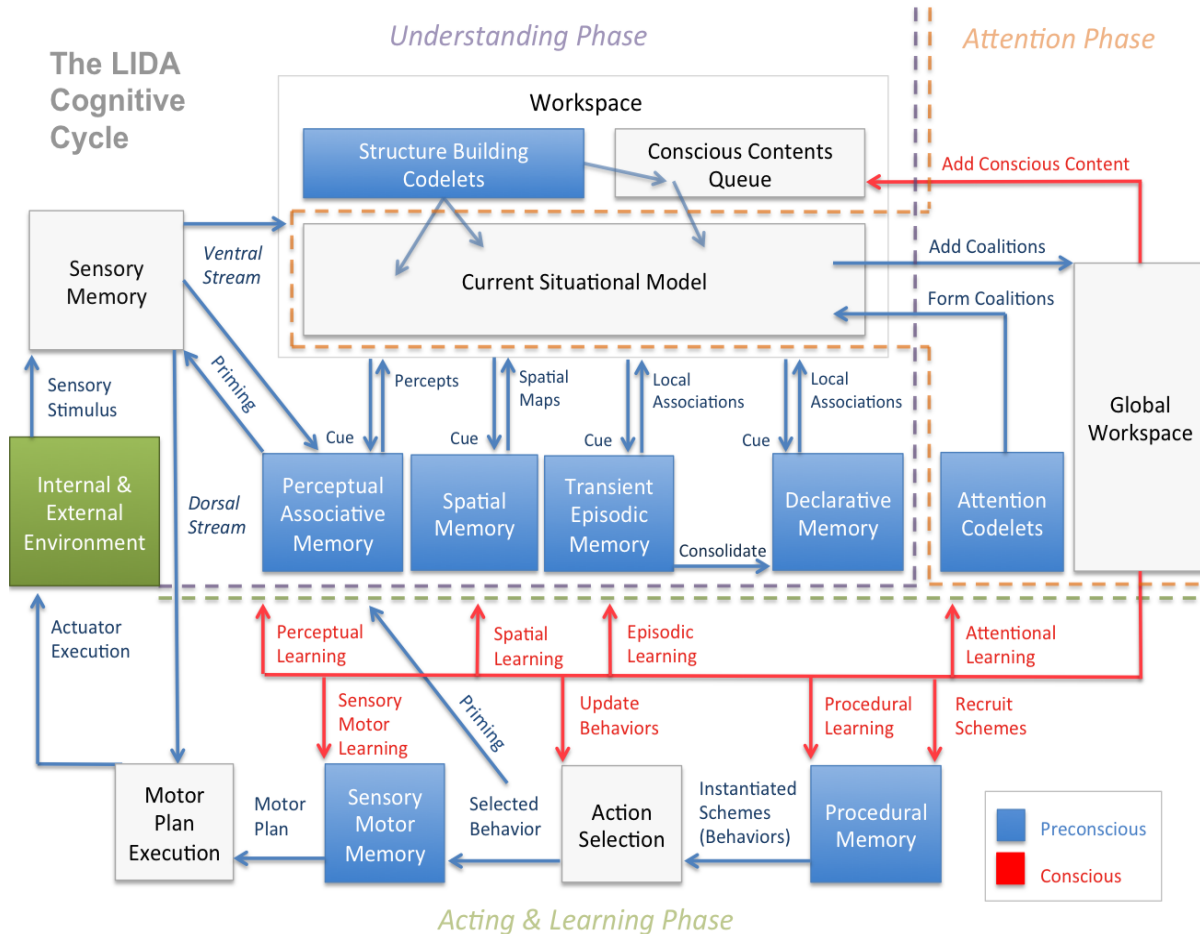 Understanding Phase
Attention Phase
The LIDA
Cognitive
Cycle
Workspace
Structure Building
Codelets
Conscious Contents
Queue
Add Conscious Content
Ventral
Stream
Sensory
Memory
Current Situational Model
Add Coalitions
Form Coalitions
Priming
Sensory
Stimulus
Percepts
Spatial
Maps
Local
Associations
Local
Associations
Cue
Cue
Cue
Cue
Global
Workspace
Internal &
External
Environment
Dorsal
Stream
Perceptual
Associative
Memory
Spatial
Memory
Transient
Episodic
Memory
Consolidate
Declarative
Memory
Attention
Codelets
Actuator
Execution
Perceptual
Learning
Spatial
Learning
Episodic
Learning
Attentional
Learning
Sensory
Motor
Learning
Priming
Update
Behaviors
Procedural
Learning
Recruit
Schemes
Motor
Plan
Execution
Motor
Plan
Sensory
Motor
Memory
Selected
Behavior
Action
Selection
Instantiated
Schemes
(Behaviors)
Procedural
Memory
Preconscious
Conscious
Acting & Learning Phase